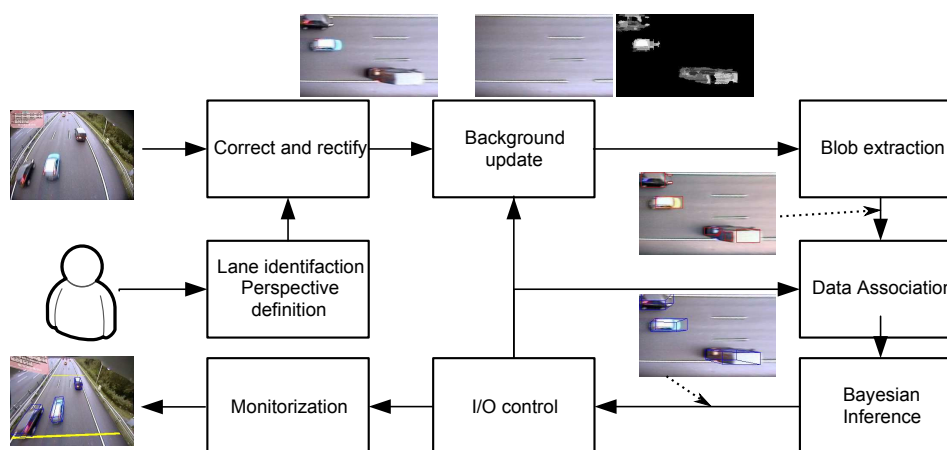 Correct and rectify
Background
update
Blob extraction
Lane identifaction
Perspective
definition
Data Association
Monitorization
I/O control
Bayesian
Inference